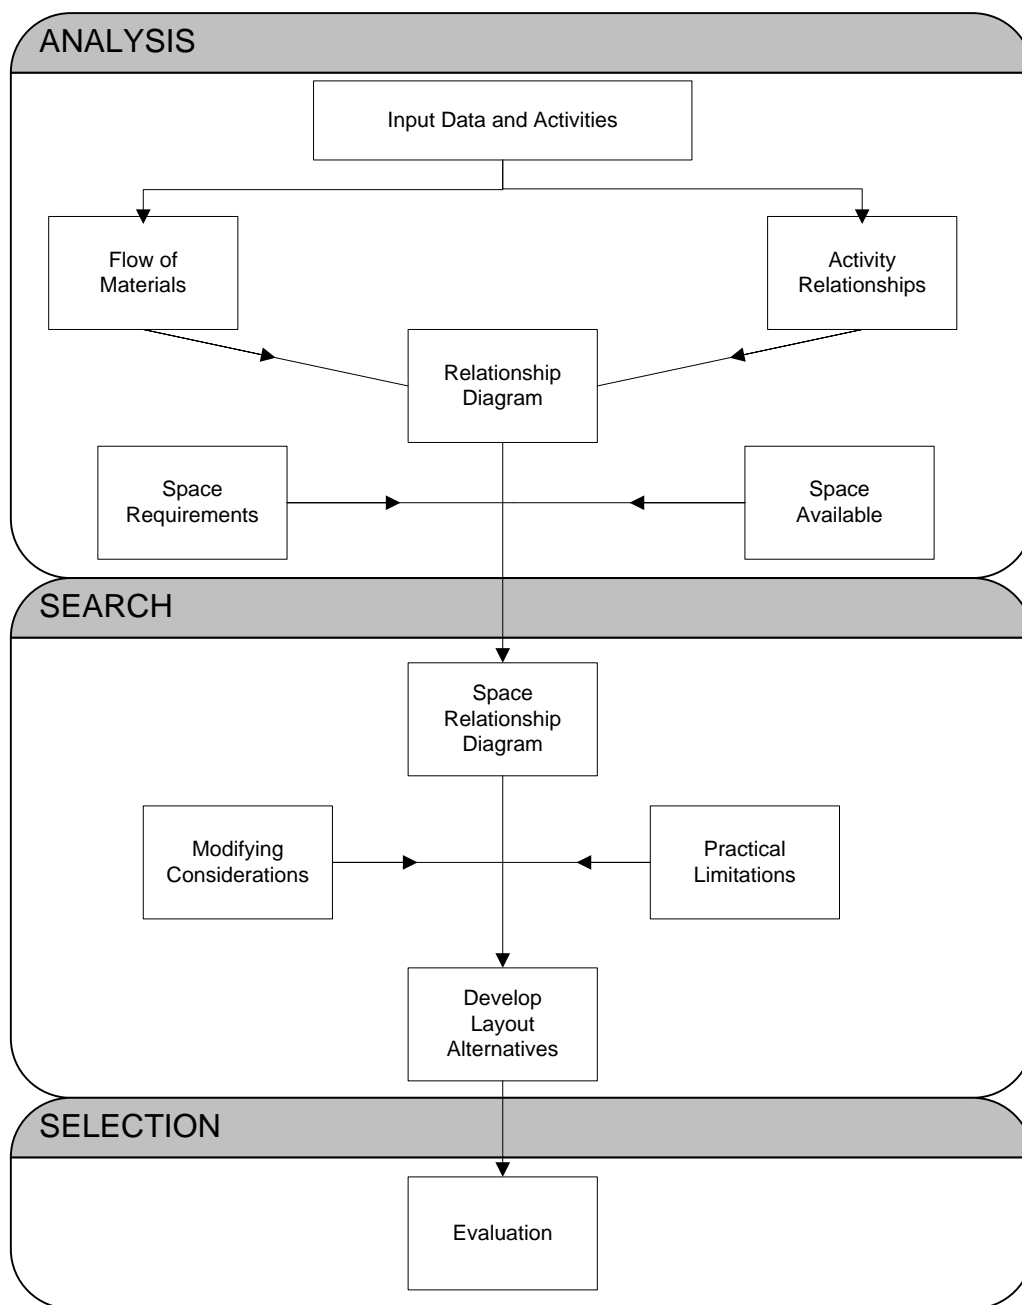 ANALYSIS
Input Data and Activities
Flow of
Materials
Activity
Relationships
Relationship
Diagram
Space
Requirements
Space
Available
SEARCH
Space
Relationship
Diagram
Modifying
Considerations
Practical
Limitations
Develop
Layout
Alternatives
SELECTION
Evaluation